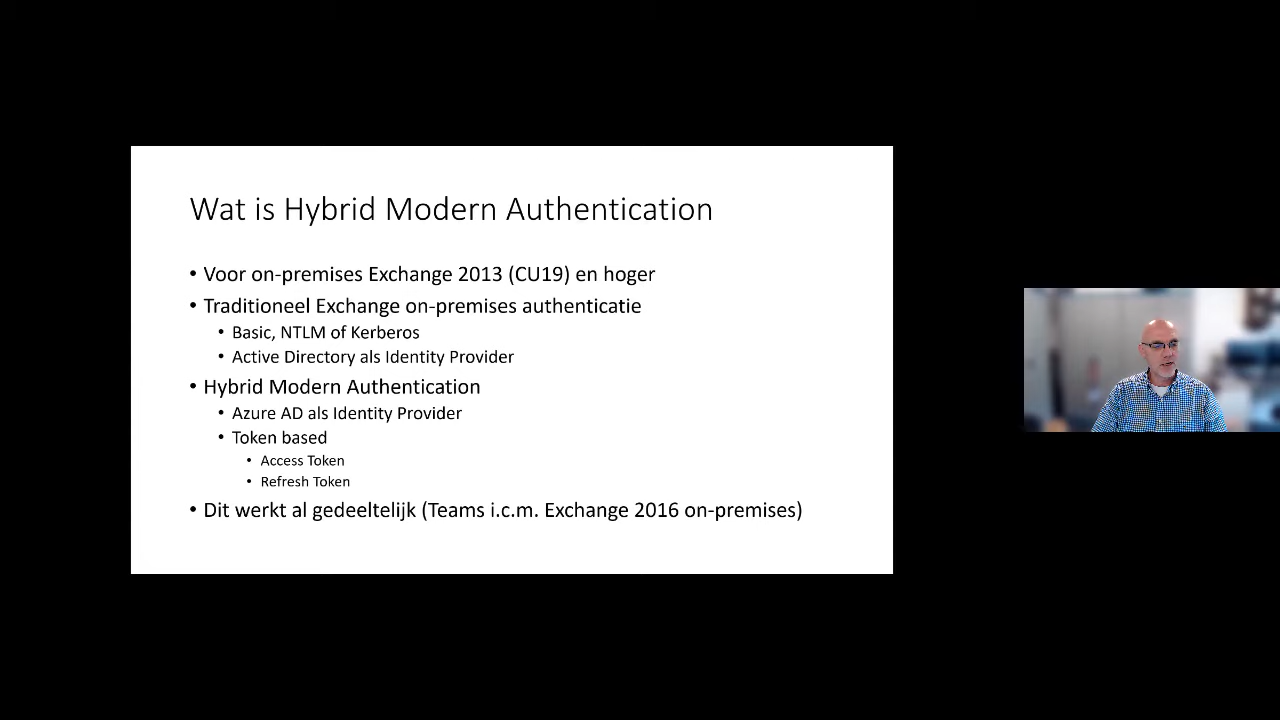 Wat is Hybrid Modern Authentication
• Voor on-premises Exchange 2013 (CU19) en hoger
• Traditioneel Exchange on-premises authenticatie
• Basic, NTLM of Kerberos
• Active Directory als Identity Provider
• Hybrid Modern Authentication
• Azure AD als Identity Provider
• Token based
• Access Token
• Refresh Token
• Dit werkt al gedeeltelijk (Teams i.c.m. Exchange 2016 on-premises)